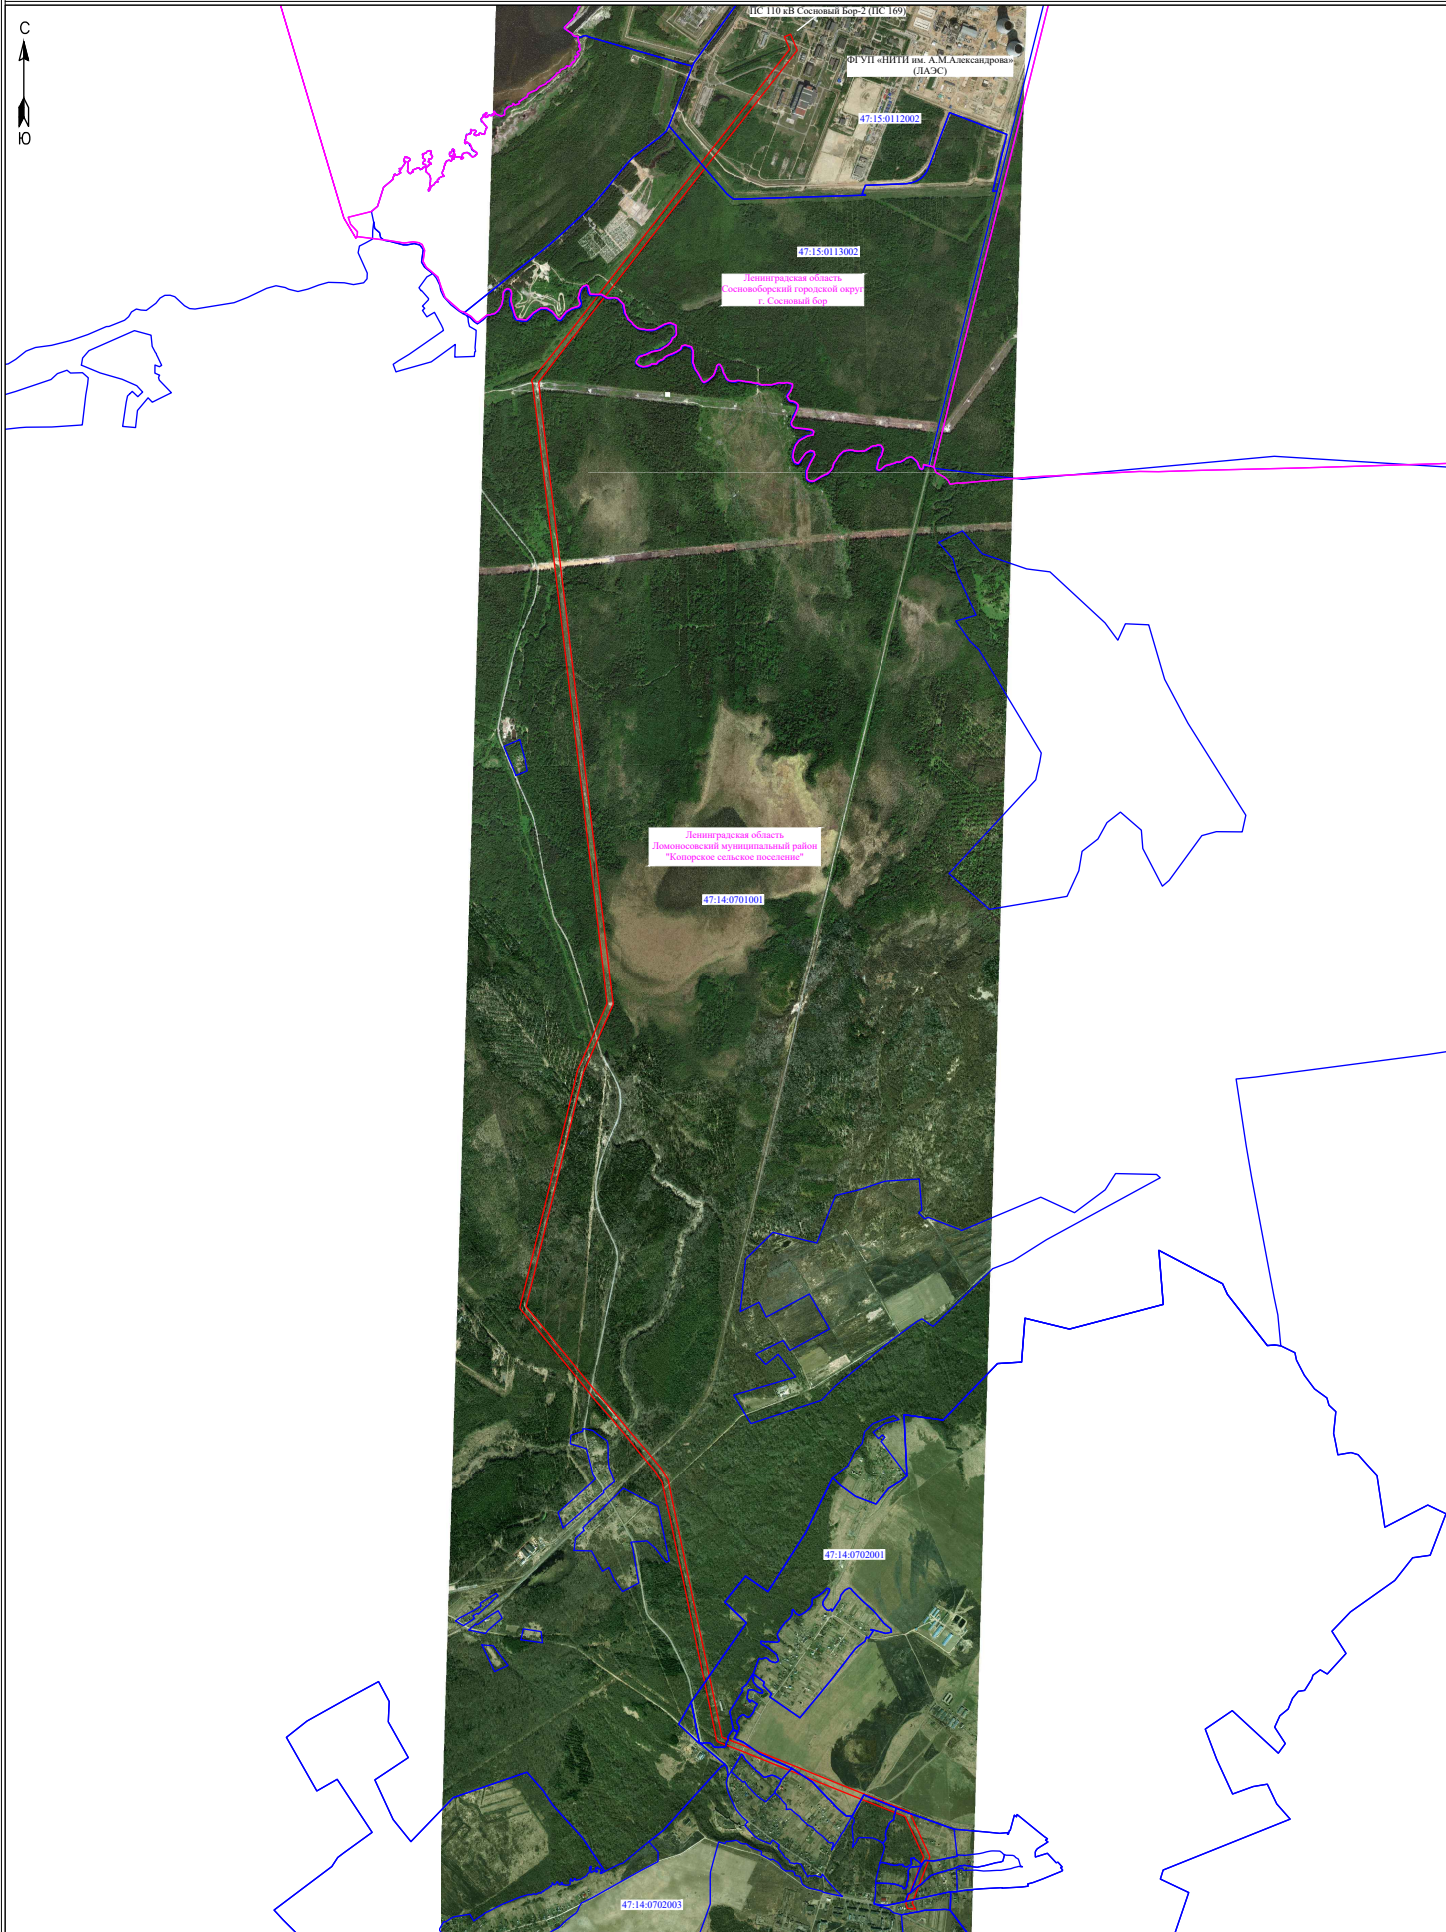 С
Ю
ПС 110 кВ Сосновый Бор-2 (ПС 169)
ФГУП «НИТИ им. А.М.Александрова»
(ЛАЭС)
47:15:0112002
47:15:0113002
Ленинградская область
Сосновоборский городской округ
г. Сосновый бор
Ленинградская область
Ломоносовский муниципальный район
"Копорское сельское поселение"
47:14:0701001
47:14:0702001
47:14:0702003